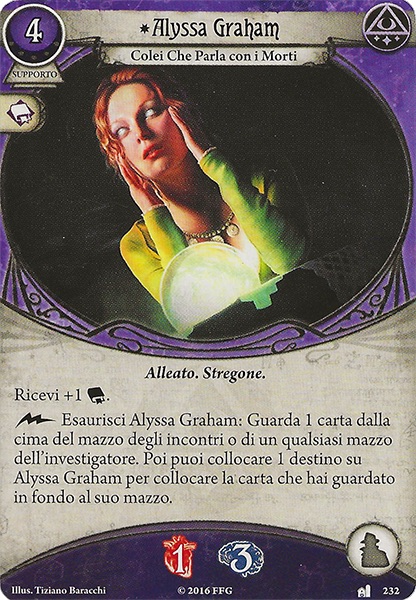 4
SUPPORTO
*Alyssa Graham
Colei Che Parla con i Morti
Alleato. Stregone.
Ricevi +1 .
Esaurisci Alyssa Graham: Guarda 1 carta dalla
cima del mazzo degli incontri o di un qualsiasi mazzo
dell'investigatore. Poi puoi collocare 1 destino su
Alyssa Graham per collocare la carta che hai guardato
in fondo al suo mazzo.
1
3
Illus. Tiziano Baracchi
© 2016 FFG
232